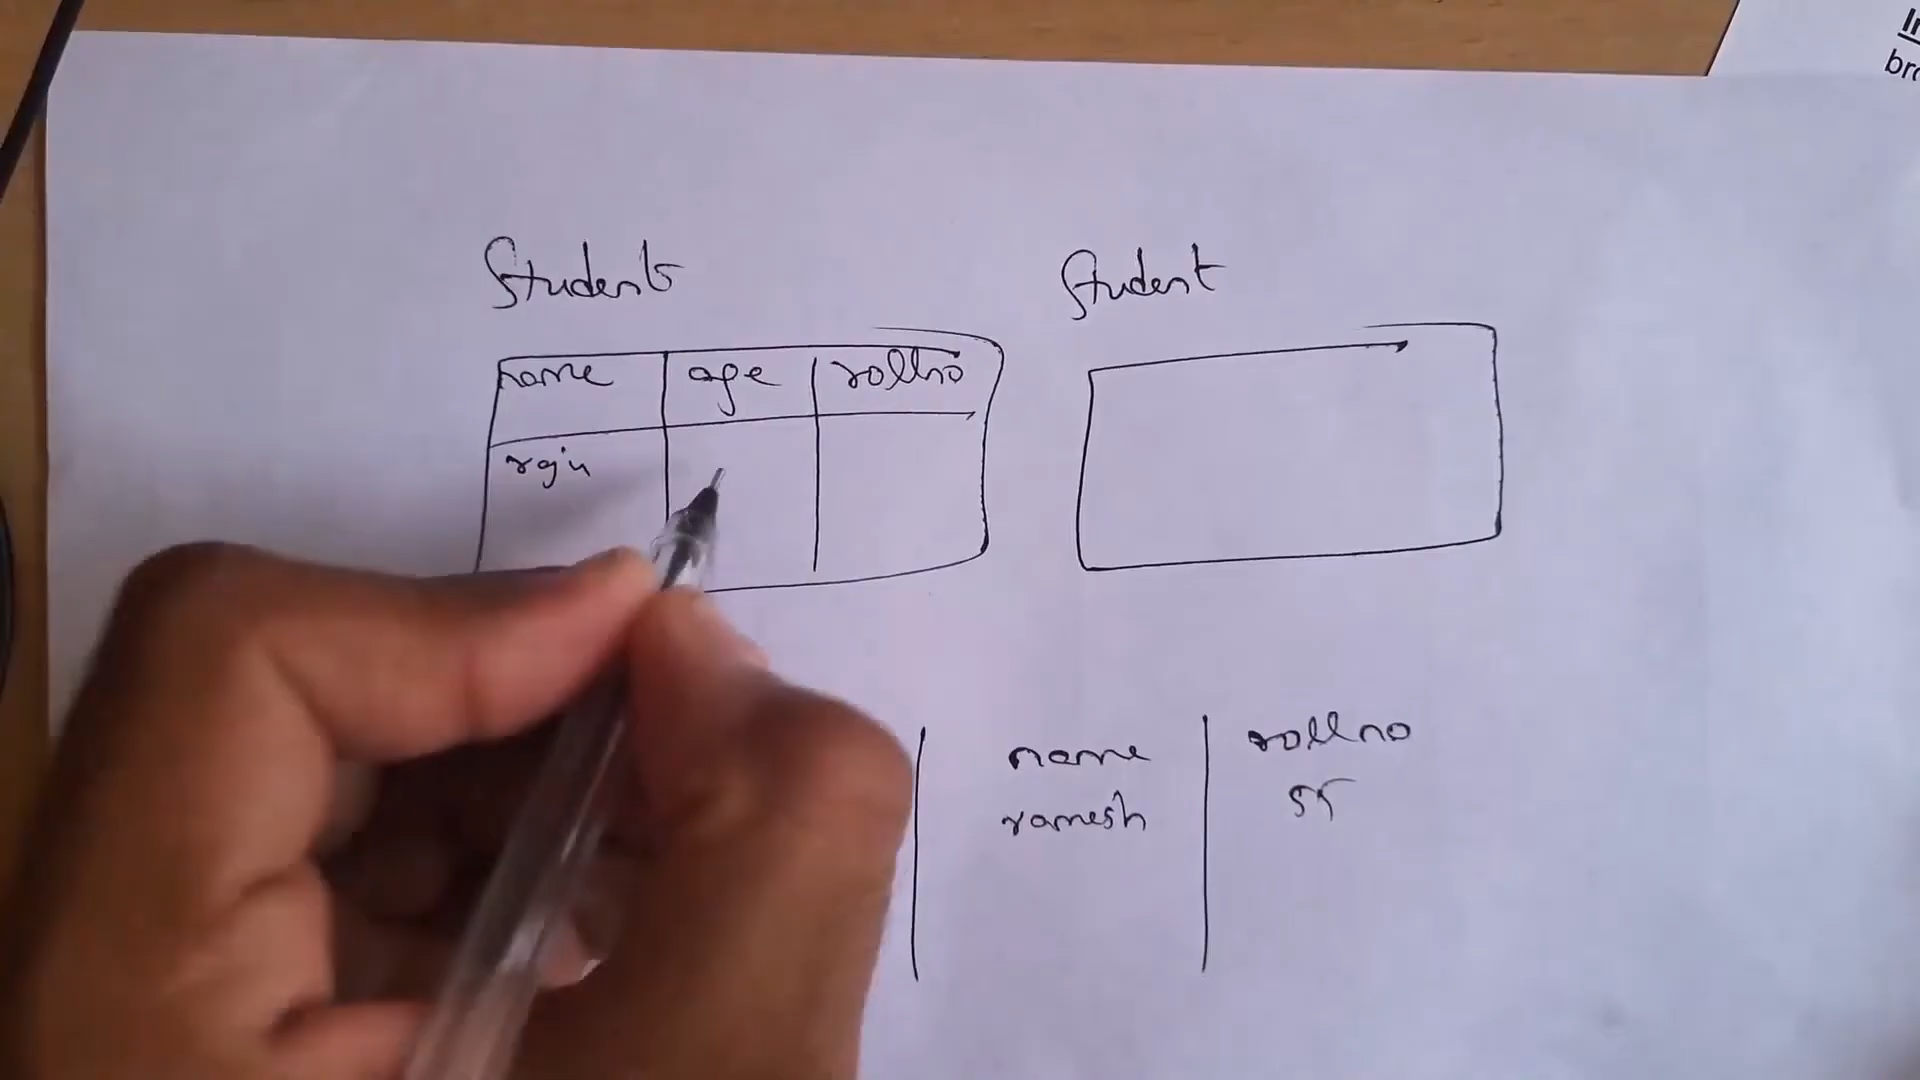 Students
Student
name age rollno
raju
name rollno
ramesh 55